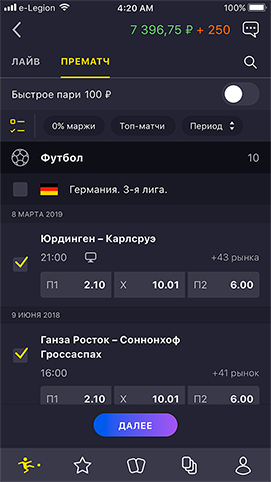 e-Legion 4:20 AM 100%
7 396,75 ₽ + 250
ЛАЙВ ПРЕМАТЧ
Быстрое пари 100 ₽
0% маржи Топ-матчи Период
Футбол 10
Германия. 3-я лига.
8 МАРТА 2019
Юрдинген – Карлсруэ
21:00 +43 рынка
П1 2.10 X 10.01 П2 6.00
9 ИЮНЯ 2018
Ганза Росток – Соннонхоф
Гроссаспах
16:00 +41 рынок
П1 2.10 X 10.01 П2 6.00
ДАЛЕЕ